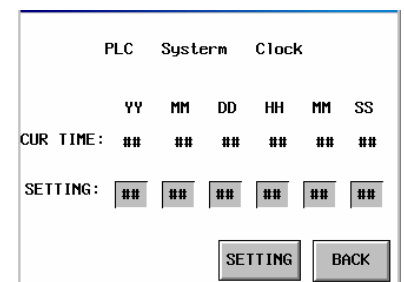 PLC Systerm Clock
YY MM DD HH MM SS
CUR TIME: ## ## ## ## ## ##
SETTING: ## ## ## ## ## ##
SETTING BACK